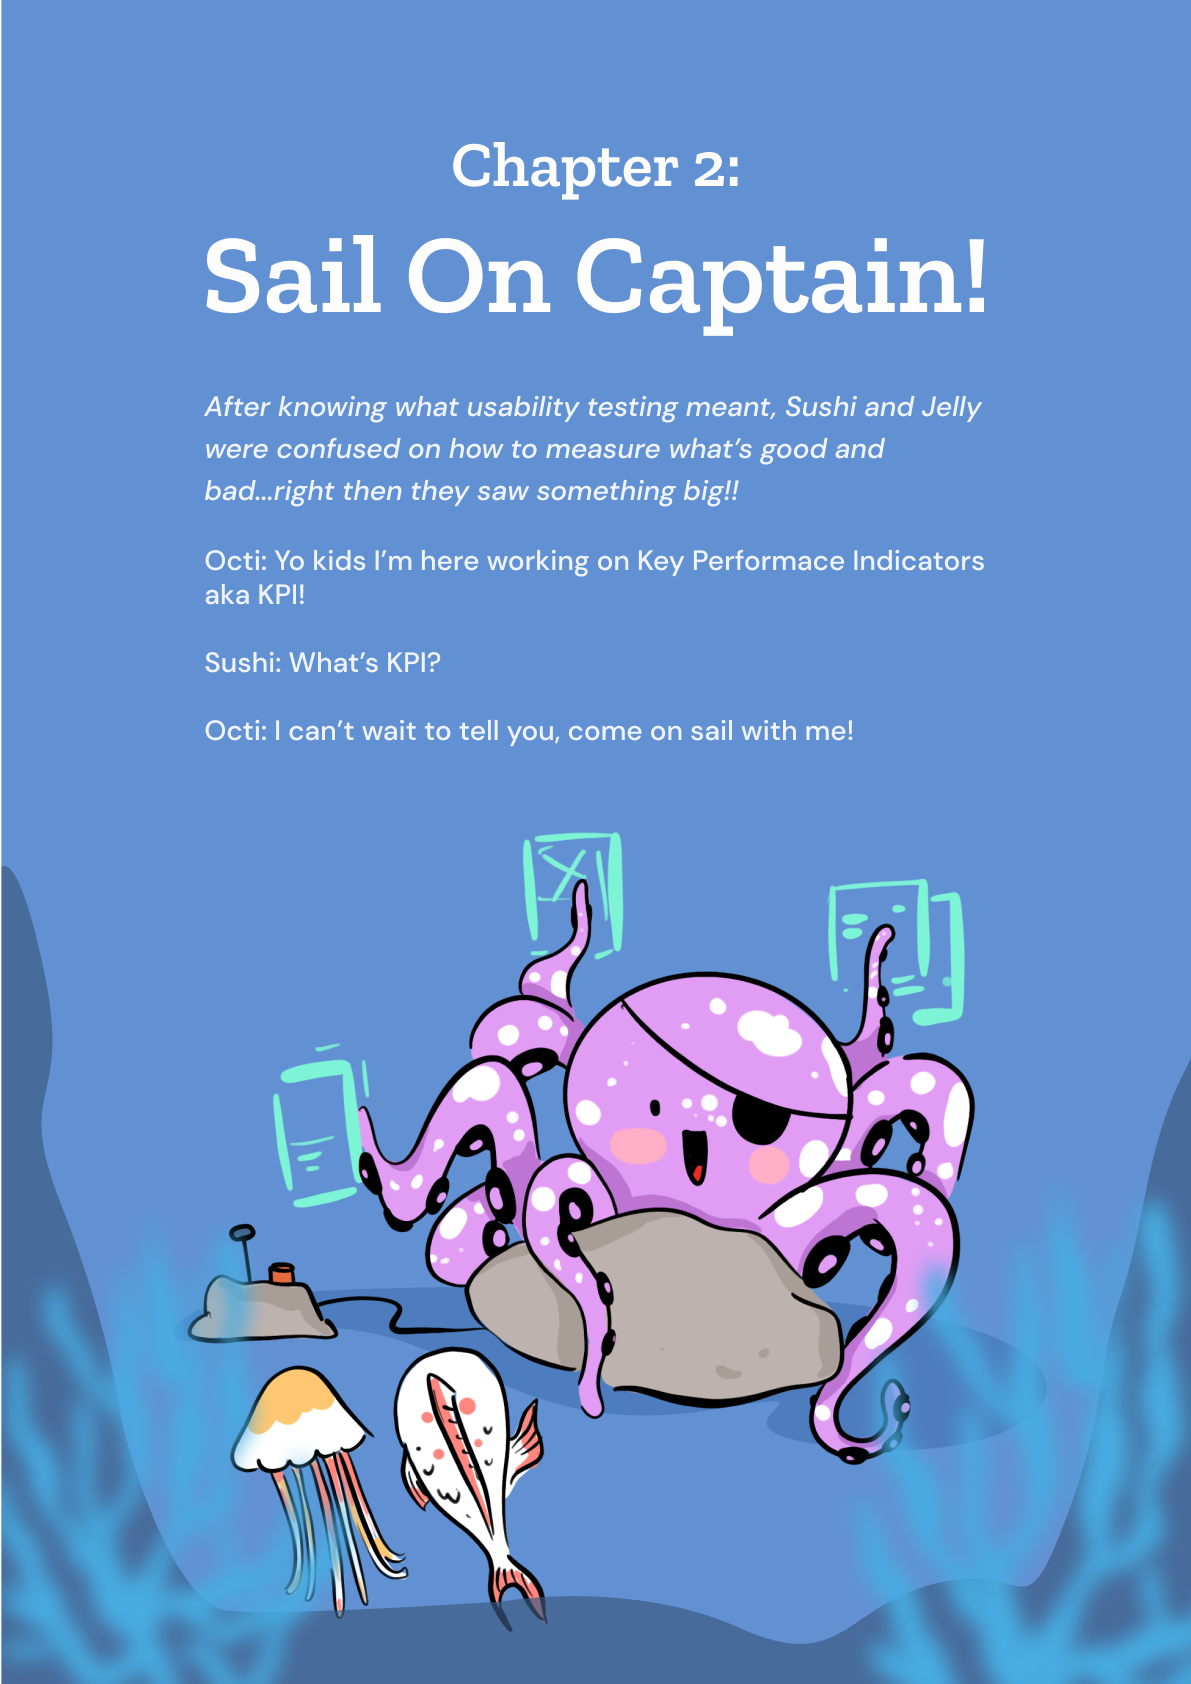 Chapter 2:
Sail On Captain!
After knowing what usability testing meant, Sushi and Jelly
were confused on how to measure what’s good and
bad...right then they saw something big!!
Octi: Yo kids I’m here working on Key Performace Indicators
aka KPI!
Sushi: What’s KPI?
Octi: I can’t wait to tell you, come on sail with me!